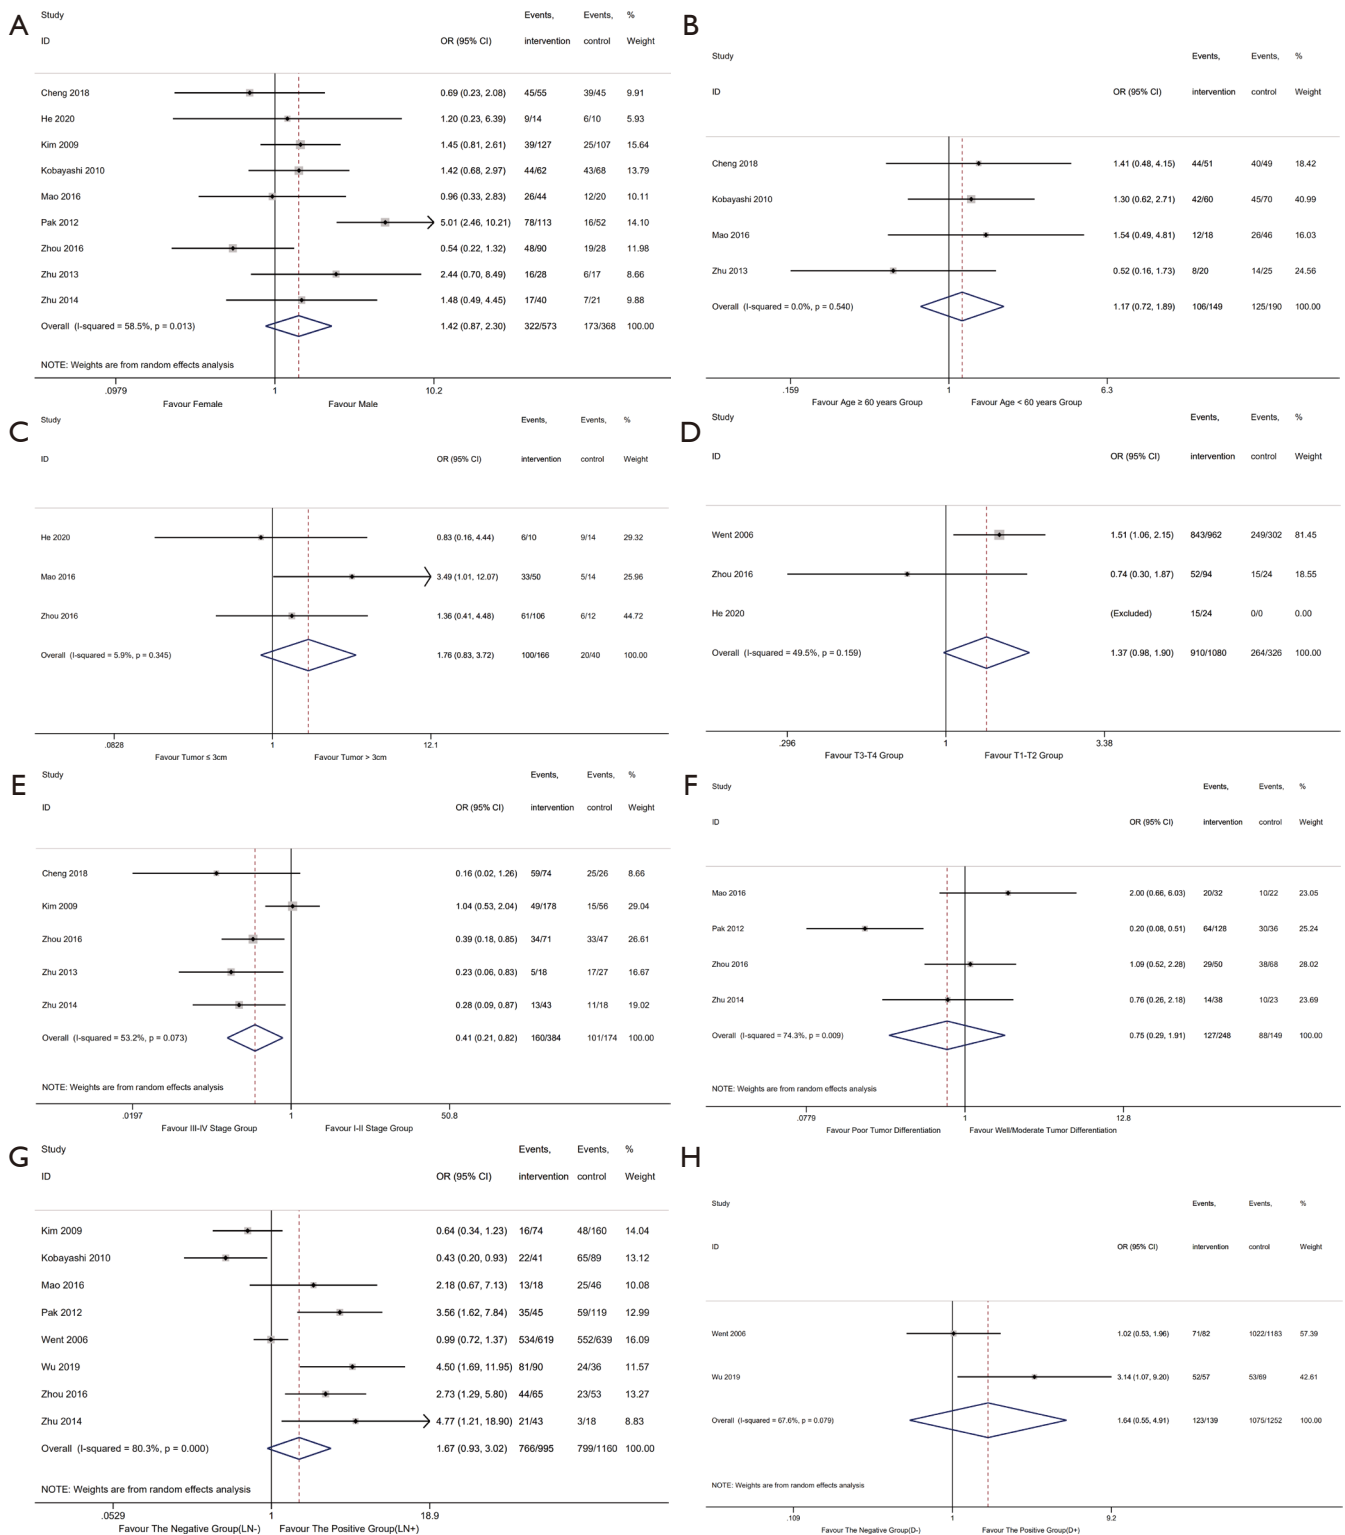 A
Study Events, Events, %
ID OR (95% CI) intervention control Weight
Cheng 2018 0.69 (0.23, 2.08) 45/55 39/45 9.91
He 2020 1.20 (0.23, 6.39) 9/14 6/10 5.93
Kim 2009 1.45 (0.81, 2.61) 39/127 25/107 15.64
Kobayashi 2010 1.42 (0.68, 2.97) 44/62 43/68 13.79
Mao 2016 0.96 (0.33, 2.83) 26/44 12/20 10.11
Pak 2012 5.01 (2.46, 10.21) 78/113 16/52 14.10
Zhou 2016 0.54 (0.22, 1.32) 48/90 19/28 11.98
Zhu 2013 2.44 (0.70, 8.49) 16/28 6/17 8.66
Zhu 2014 1.48 (0.49, 4.45) 17/40 7/21 9.88
Overall (I-squared = 58.5%, p = 0.013) 1.42 (0.87, 2.30) 322/573 173/368 100.00
NOTE: Weights are from random effects analysis
.0979 1 10.2
Favour Female Favour Male
B
Study Events, Events, %
ID OR (95% CI) intervention control Weight
Cheng 2018 1.41 (0.48, 4.15) 44/51 40/49 18.42
Kobayashi 2010 1.30 (0.62, 2.71) 42/60 45/70 40.99
Mao 2016 1.54 (0.49, 4.81) 12/18 26/46 16.03
Zhu 2013 0.52 (0.16, 1.73) 8/20 14/25 24.56
Overall (I-squared = 0.0%, p = 0.540) 1.17 (0.72, 1.89) 106/149 125/190 100.00
.159 1 6.3
Favour Age ≥ 60 years Group Favour Age < 60 years Group
C
Study Events, Events, %
ID OR (95% CI) intervention control Weight
He 2020 0.83 (0.16, 4.44) 6/10 9/14 29.32
Mao 2016 3.49 (1.01, 12.07) 33/50 5/14 25.96
Zhou 2016 1.36 (0.41, 4.48) 61/106 6/12 44.72
Overall (I-squared = 5.9%, p = 0.345) 1.76 (0.83, 3.72) 100/166 20/40 100.00
.0828 1 12.1
Favour Tumor ≤ 3cm Favour Tumor > 3cm
D
Study Events, Events, %
ID OR (95% CI) intervention control Weight
Went 2006 1.51 (1.06, 2.15) 843/962 249/302 81.45
Zhou 2016 0.74 (0.30, 1.87) 52/94 15/24 18.55
He 2020 (Excluded) 15/24 0/0 0.00
Overall (I-squared = 49.5%, p = 0.159) 1.37 (0.98, 1.90) 910/1080 264/326 100.00
.296 1 3.38
Favour T3-T4 Group Favour T1-T2 Group
E
Study Events, Events, %
ID OR (95% CI) intervention control Weight
Cheng 2018 0.16 (0.02, 1.26) 59/74 25/26 8.66
Kim 2009 1.04 (0.53, 2.04) 49/178 15/56 29.04
Zhou 2016 0.39 (0.18, 0.85) 34/71 33/47 26.61
Zhu 2013 0.23 (0.06, 0.83) 5/18 17/27 16.67
Zhu 2014 0.28 (0.09, 0.87) 13/43 11/18 19.02
Overall (I-squared = 53.2%, p = 0.073) 0.41 (0.21, 0.82) 160/384 101/174 100.00
NOTE: Weights are from random effects analysis
.0197 1 50.8
Favour III-IV Stage Group Favour I-II Stage Group
F
Study Events, Events, %
ID OR (95% CI) intervention control Weight
Mao 2016 2.00 (0.66, 6.03) 20/32 10/22 23.05
Pak 2012 0.20 (0.08, 0.51) 64/128 30/36 25.24
Zhou 2016 1.09 (0.52, 2.28) 29/50 38/68 28.02
Zhu 2014 0.76 (0.26, 2.18) 14/38 10/23 23.69
Overall (I-squared = 74.3%, p = 0.009) 0.75 (0.29, 1.91) 127/248 88/149 100.00
NOTE: Weights are from random effects analysis
.0779 1 12.8
Favour Poor Tumor Differentiation Favour Well/Moderate Tumor Differentiation
G
Study Events, Events, %
ID OR (95% CI) intervention control Weight
Kim 2009 0.64 (0.34, 1.23) 16/74 48/160 14.04
Kobayashi 2010 0.43 (0.20, 0.93) 22/41 65/89 13.12
Mao 2016 2.18 (0.67, 7.13) 13/18 25/46 10.08
Pak 2012 3.56 (1.62, 7.84) 35/45 59/119 12.99
Went 2006 0.99 (0.72, 1.37) 534/619 552/639 16.09
Wu 2019 4.50 (1.69, 11.95) 81/90 24/36 11.57
Zhou 2016 2.73 (1.29, 5.80) 44/65 23/53 13.27
Zhu 2014 4.77 (1.21, 18.90) 21/43 3/18 8.83
Overall (I-squared = 80.3%, p = 0.000) 1.67 (0.93, 3.02) 766/995 799/1160 100.00
NOTE: Weights are from random effects analysis
.0529 1 18.9
Favour The Negative Group(LN-) Favour The Positive Group(LN+)
H
Study Events, Events, %
ID OR (95% CI) intervention control Weight
Went 2006 1.02 (0.53, 1.96) 71/82 1022/1183 57.39
Wu 2019 3.14 (1.07, 9.20) 52/57 53/69 42.61
Overall (I-squared = 67.6%, p = 0.079) 1.64 (0.55, 4.91) 123/139 1075/1252 100.00
NOTE: Weights are from random effects analysis
.109 1 9.2
Favour The Negative Group(D-) Favour The Positive Group(D+)